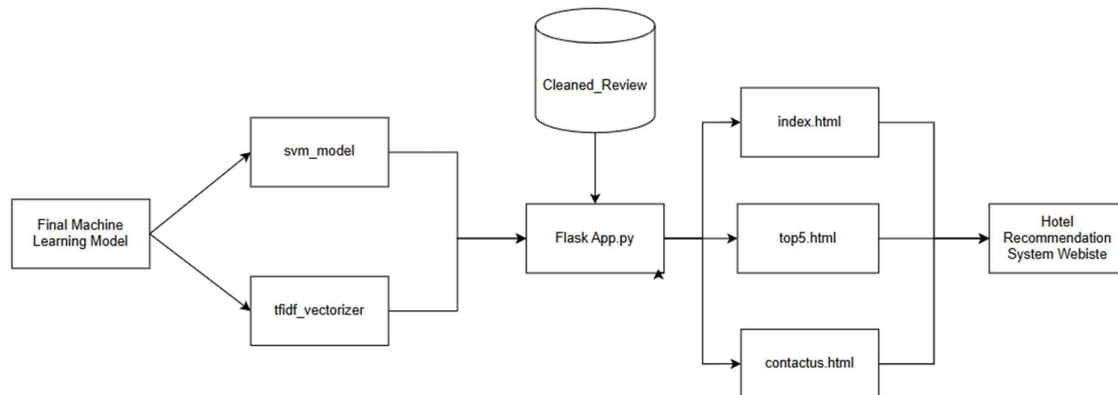 Cleaned_Review
index.html
svm_model
Final Machine
Learning Model
Flask App.py
top5.html
Hotel
Recommendation
System Webiste
tfidf_vectorizer
contactus.html